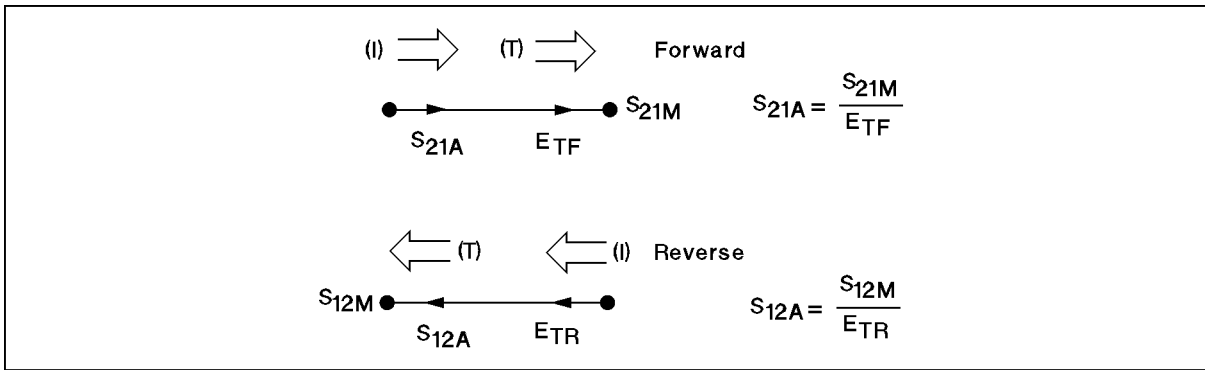 (I) (T) Forward
S21M
S21A ETF
S21A = S21M / ETF
(T) (I) Reverse
S12M
S12A ETR
S12A = S12M / ETR